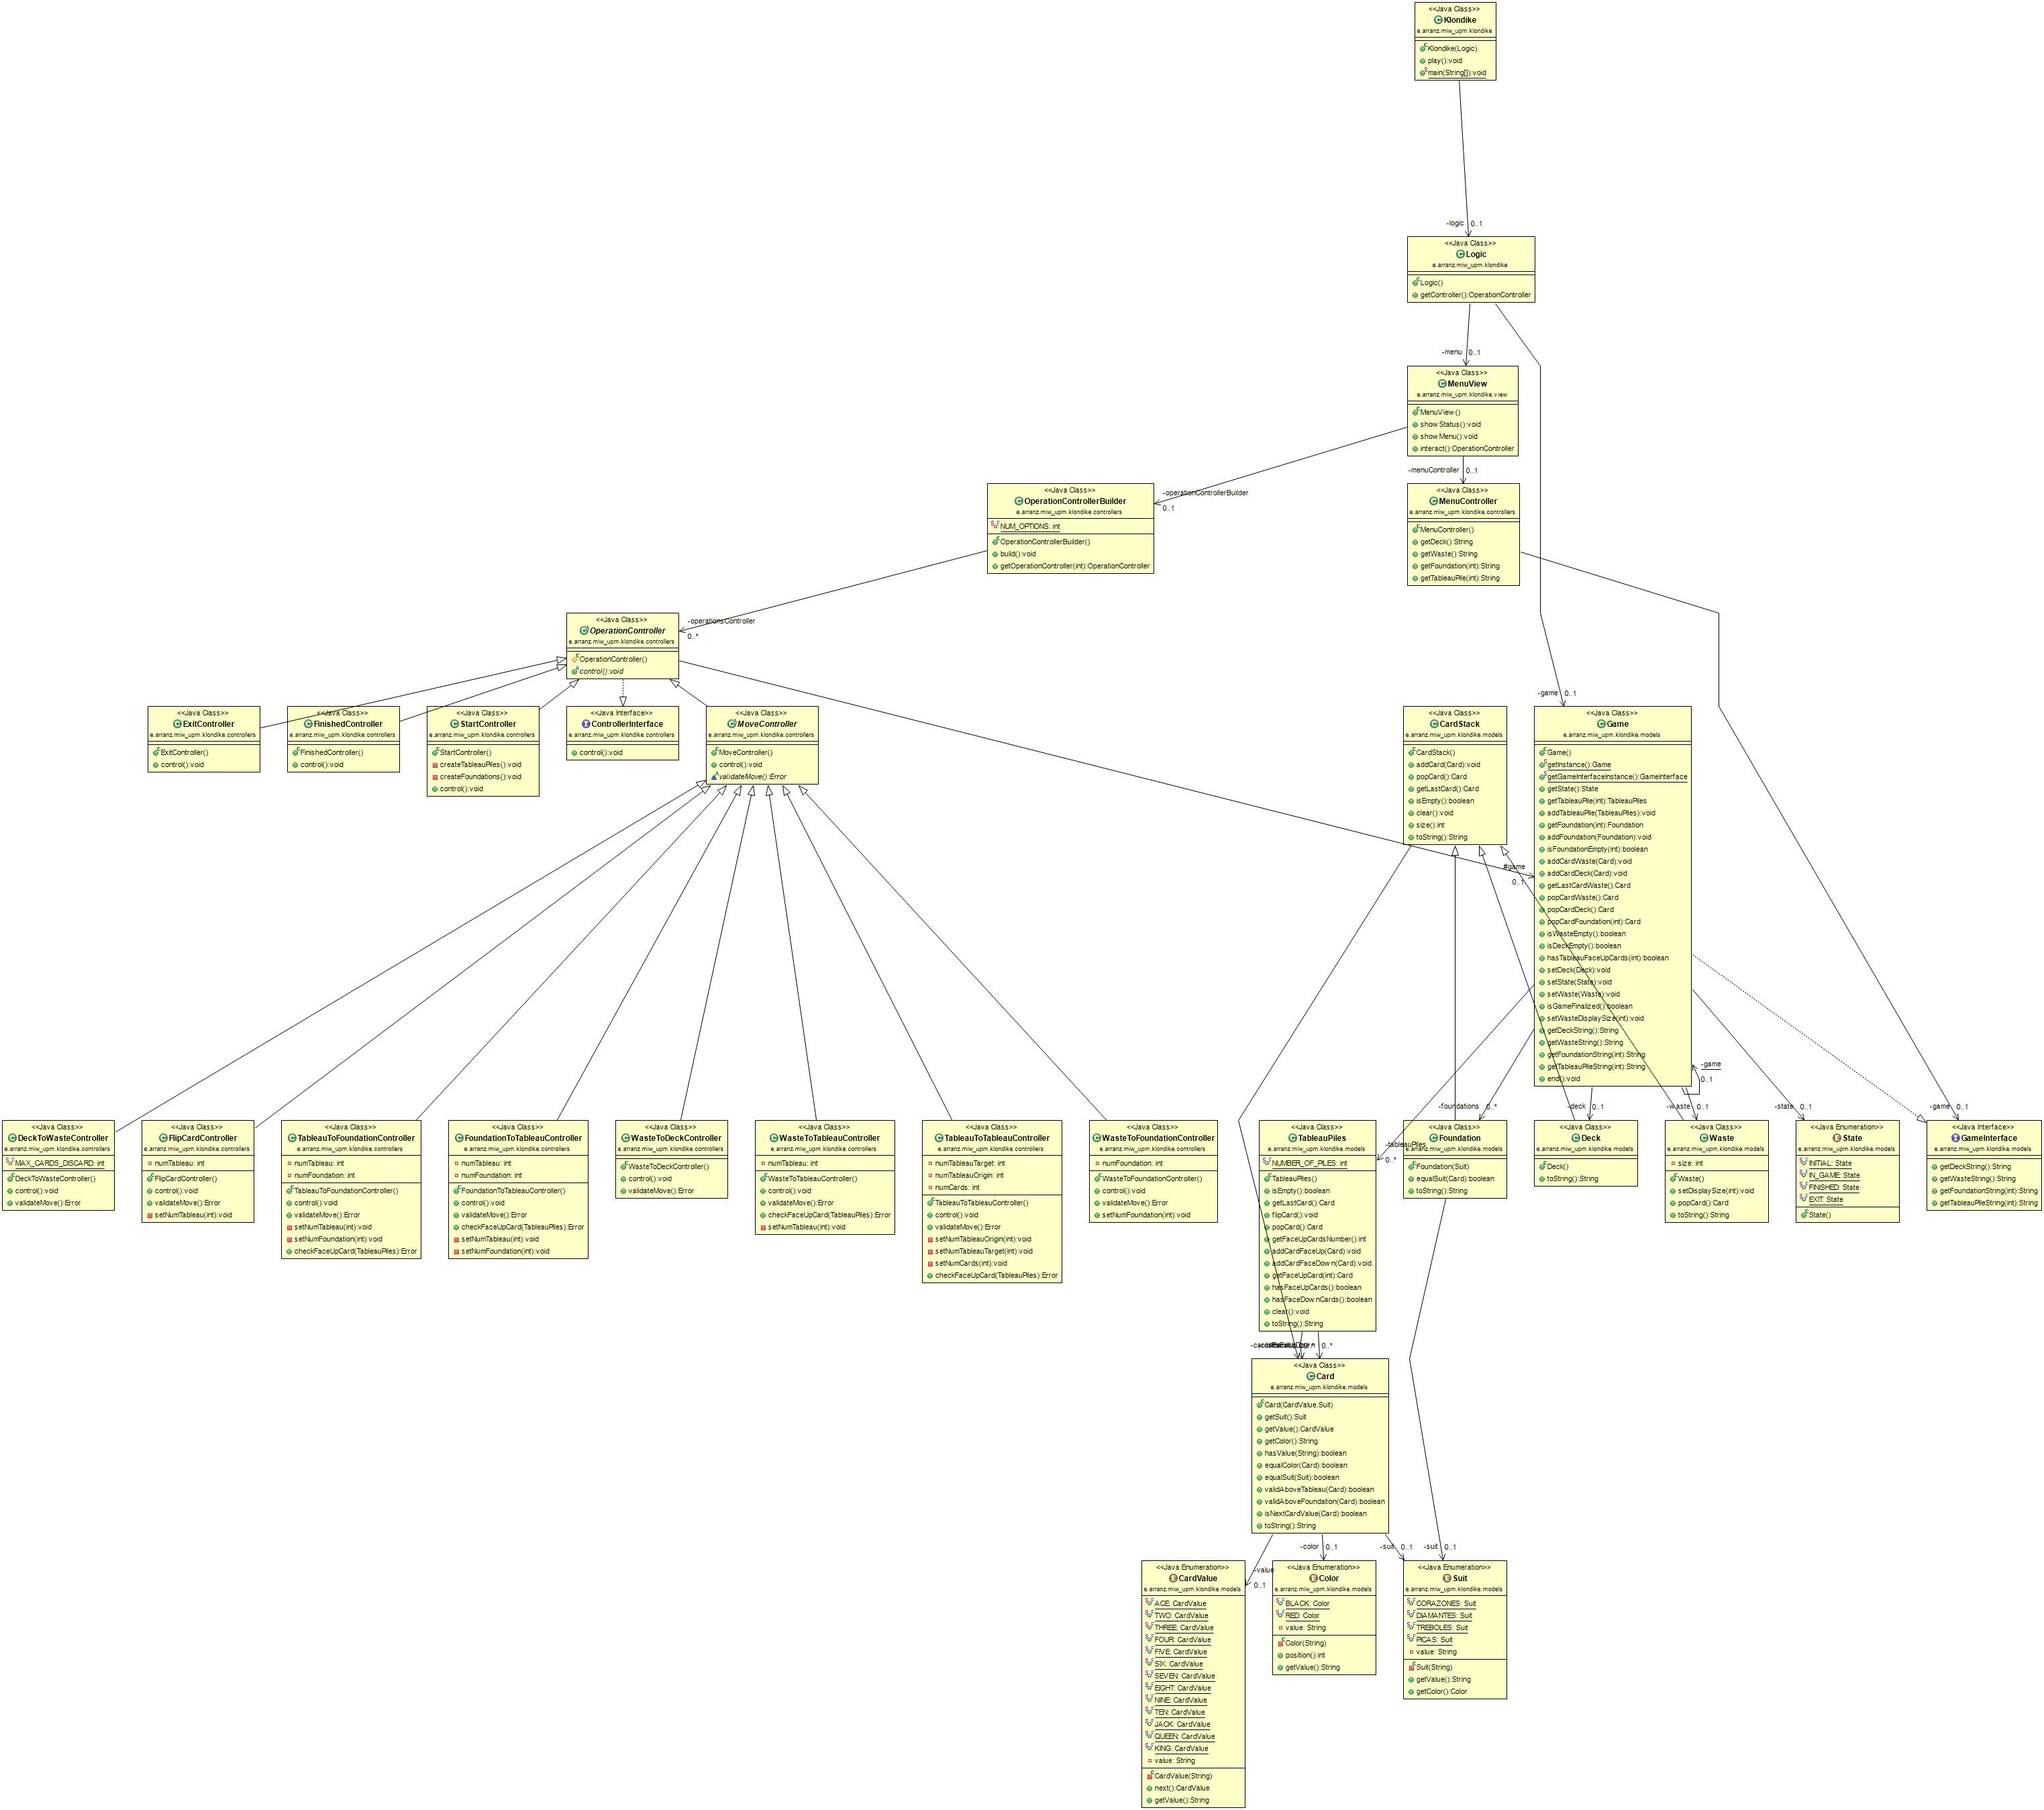 <<Java Class>>
Klondike
e.arranz.miw_upm.klondike
Klondike(Logic)
play():void
main(String[]):void
-logic 0..1
<<Java Class>>
Logic
e.arranz.miw_upm.klondike
Logic()
getController():OperationController
-menu 0..1
<<Java Class>>
MenuView
e.arranz.miw_upm.klondike.view
MenuView()
showStatus():void
showMenu():void
interact():OperationController
-menuController 0..1
-operationControllerBuilder
0..1
<<Java Class>>
OperationControllerBuilder
e.arranz.miw_upm.klondike.controllers
NUM_OPTIONS: int
OperationControllerBuilder()
build():void
getOperationController(int):OperationController
<<Java Class>>
MenuController
e.arranz.miw_upm.klondike.controllers
MenuController()
getDeck():String
getWaste():String
getFoundation(int):String
getTableauPile(int):String
-operationsController
0..*
<<Java Class>>
OperationController
e.arranz.miw_upm.klondike.controllers
OperationController()
control():void
<<Java Class>>
ExitController
e.arranz.miw_upm.klondike.controllers
ExitController()
control():void
<<Java Class>>
FinishedController
e.arranz.miw_upm.klondike.controllers
FinishedController()
control():void
<<Java Class>>
StartController
e.arranz.miw_upm.klondike.controllers
StartController()
createTableauPiles():void
createFoundations():void
control():void
<<Java Interface>>
ControllerInterface
e.arranz.miw_upm.klondike.controllers
control():void
<<Java Class>>
MoveController
e.arranz.miw_upm.klondike.controllers
MoveController()
control():void
validateMove():Error
<<Java Class>>
CardStack
e.arranz.miw_upm.klondike.models
CardStack()
addCard(Card):void
popCard():Card
getLastCard():Card
isEmpty():boolean
clear():void
size():int
toString():String
-game 0..1
#game
0..1
<<Java Class>>
Game
e.arranz.miw_upm.klondike.models
Game()
getInstance():Game
getGameInterfaceInstance():GameInterface
getState():State
getTableauPile(int):TableauPiles
addTableauPile(TableauPiles):void
getFoundation(int):Foundation
addFoundation(Foundation):void
isFoundationEmpty(int):boolean
addCardWaste(Card):void
addCardDeck(Card):void
getLastCardWaste():Card
popCardWaste():Card
popCardDeck():Card
popCardFoundation(int):Card
isWasteEmpty():boolean
isDeckEmpty():boolean
hasTableauFaceUpCards(int):boolean
setDeck(Deck):void
setState(State):void
setWaste(Waste):void
isGameFinalized():boolean
setWasteDisplaySize(int):void
getDeckString():String
getWasteString():String
getFoundationString(int):String
getTableauPileString(int):String
end():void
-game
0..1
-foundations 0..*
-deck 0..1
-waste 0..1
-state 0..1
-game 0..1
-tableauPiles
0..*
<<Java Class>>
DeckToWasteController
e.arranz.miw_upm.klondike.controllers
MAX_CARDS_DISCARD: int
DeckToWasteController()
control():void
validateMove():Error
<<Java Class>>
FlipCardController
e.arranz.miw_upm.klondike.controllers
numTableau: int
FlipCardController()
control():void
validateMove():Error
setNumTableau(int):void
<<Java Class>>
TableauToFoundationController
e.arranz.miw_upm.klondike.controllers
numTableau: int
numFoundation: int
TableauToFoundationController()
control():void
validateMove():Error
setNumTableau(int):void
setNumFoundation(int):void
checkFaceUpCard(TableauPiles):Error
<<Java Class>>
FoundationToTableauController
e.arranz.miw_upm.klondike.controllers
numTableau: int
numFoundation: int
FoundationToTableauController()
control():void
validateMove():Error
checkFaceUpCard(TableauPiles):Error
setNumTableau(int):void
setNumFoundation(int):void
<<Java Class>>
WasteToDeckController
e.arranz.miw_upm.klondike.controllers
WasteToDeckController()
control():void
validateMove():Error
<<Java Class>>
WasteToTableauController
e.arranz.miw_upm.klondike.controllers
numTableau: int
WasteToTableauController()
control():void
validateMove():Error
checkFaceUpCard(TableauPiles):Error
setNumTableau(int):void
<<Java Class>>
TableauToTableauController
e.arranz.miw_upm.klondike.controllers
numTableauTarget: int
numTableauOrigin: int
numCards: int
TableauToTableauController()
control():void
validateMove():Error
setNumTableauOrigin(int):void
setNumTableauTarget(int):void
setNumCards(int):void
checkFaceUpCard(TableauPiles):Error
<<Java Class>>
WasteToFoundationController
e.arranz.miw_upm.klondike.controllers
numFoundation: int
WasteToFoundationController()
control():void
validateMove():Error
setNumFoundation(int):void
<<Java Class>>
TableauPiles
e.arranz.miw_upm.klondike.models
NUMBER_OF_PILES: int
TableauPiles()
isEmpty():boolean
getLastCard():Card
flipCard():void
popCard():Card
getFaceUpCardsNumber():int
addCardFaceUp(Card):void
addCardFaceDown(Card):void
getFaceUpCard(int):Card
hasFaceUpCards():boolean
hasFaceDownCards():boolean
clear():void
toString():String
<<Java Class>>
Foundation
e.arranz.miw_upm.klondike.models
Foundation(Suit)
equalSuit(Card):boolean
toString():String
<<Java Class>>
Deck
e.arranz.miw_upm.klondike.models
Deck()
toString():String
<<Java Class>>
Waste
e.arranz.miw_upm.klondike.models
size: int
Waste()
setDisplaySize(int):void
popCard():Card
toString():String
<<Java Enumeration>>
State
e.arranz.miw_upm.klondike.models
INITIAL: State
IN_GAME: State
FINISHED: State
EXIT: State
State()
<<Java Interface>>
GameInterface
e.arranz.miw_upm.klondike.models
getDeckString():String
getWasteString():String
getFoundationString(int):String
getTableauPileString(int):String
0..*
<<Java Class>>
Card
e.arranz.miw_upm.klondike.models
Card(CardValue,Suit)
getSuit():Suit
getValue():CardValue
getColor():String
hasValue(String):boolean
equalColor(Card):boolean
equalSuit(Suit):boolean
validAboveTableau(Card):boolean
validAboveFoundation(Card):boolean
isNextCardValue(Card):boolean
toString():String
-value
0..1
-color 0..1
-suit 0..1
-suit 0..1
<<Java Enumeration>>
CardValue
e.arranz.miw_upm.klondike.models
ACE: CardValue
TWO: CardValue
THREE: CardValue
FOUR: CardValue
FIVE: CardValue
SIX: CardValue
SEVEN: CardValue
EIGHT: CardValue
NINE: CardValue
TEN: CardValue
JACK: CardValue
QUEEN: CardValue
KING: CardValue
value: String
CardValue(String)
next():CardValue
getValue():String
<<Java Enumeration>>
Color
e.arranz.miw_upm.klondike.models
BLACK: Color
RED: Color
value: String
Color(String)
position():int
getValue():String
<<Java Enumeration>>
Suit
e.arranz.miw_upm.klondike.models
CORAZONES: Suit
DIAMANTES: Suit
TREBOLES: Suit
PICAS: Suit
value: String
Suit(String)
getValue():String
getColor():Color